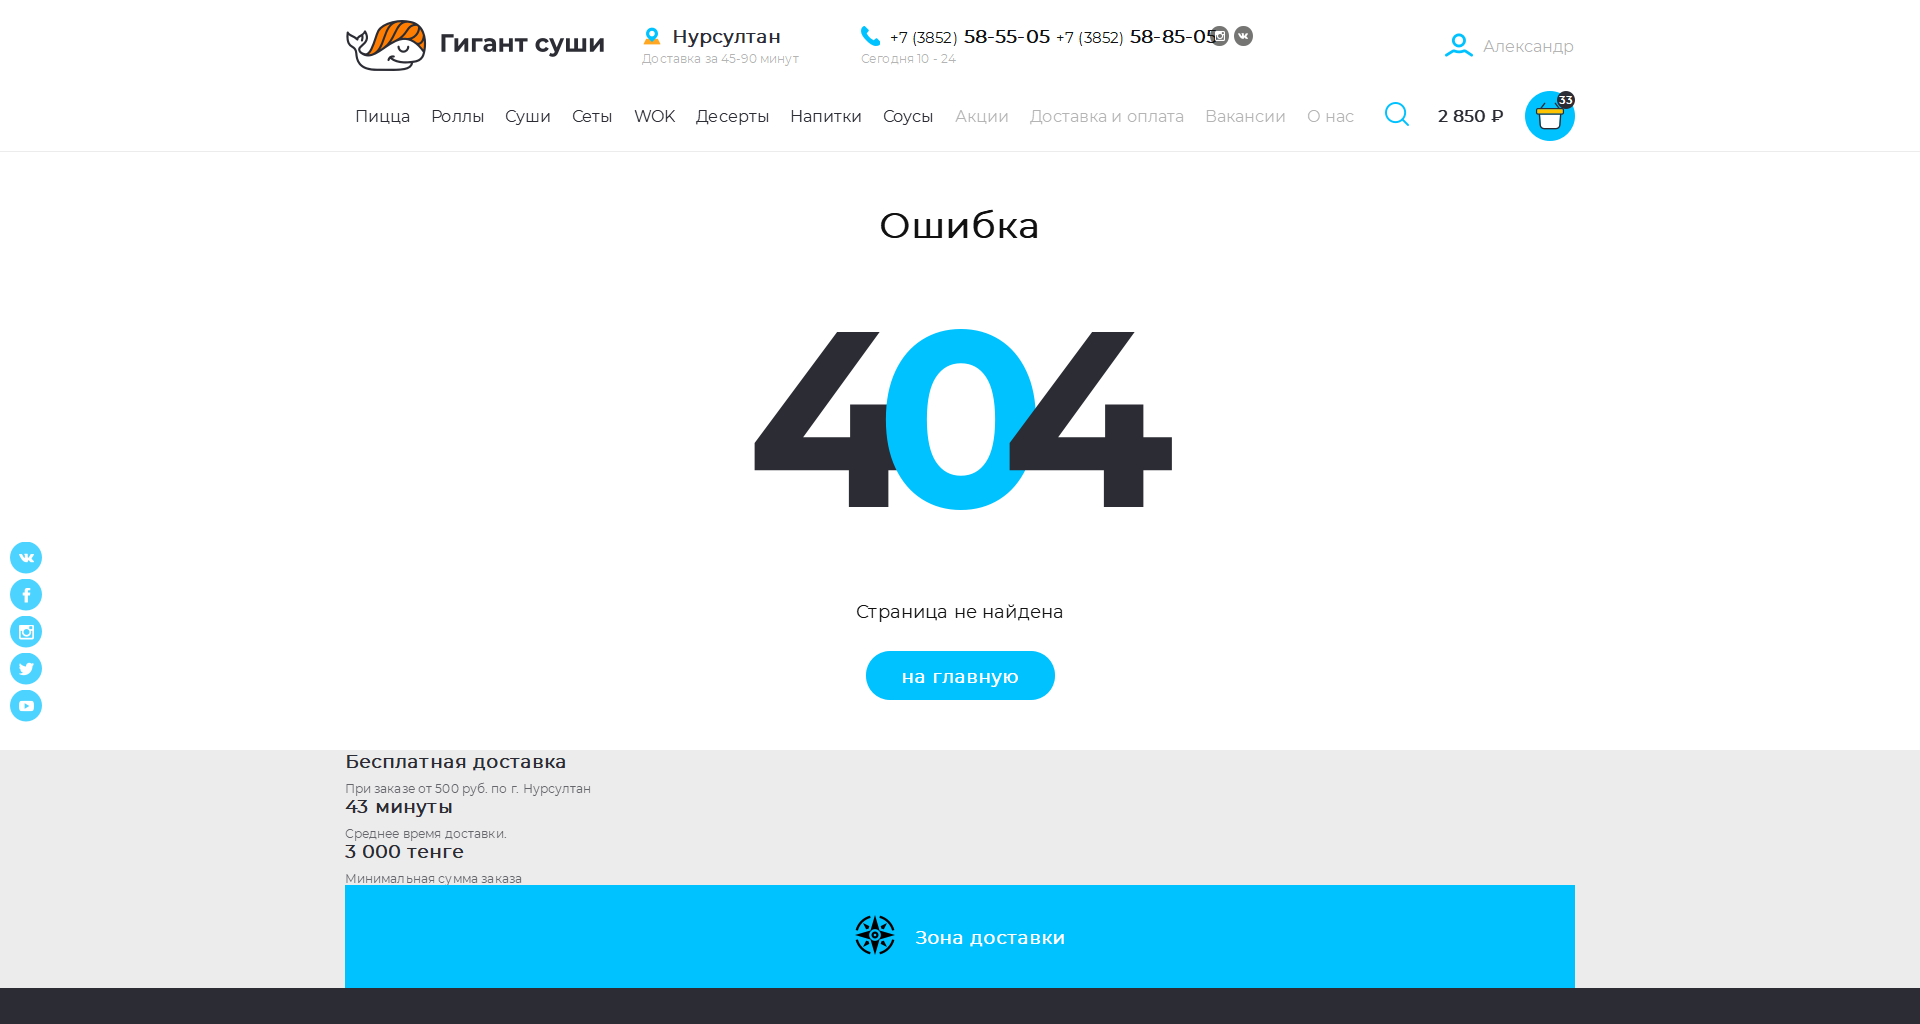 Гигант суши
Нурсултан
Доставка за 45-90 минут
+7 (3852) 58-55-05 +7 (3852) 58-85-05
Сегодня 10 - 24
Александр
Пицца Роллы Суши Сеты WOK Десерты Напитки Соусы Акции Доставка и оплата Вакансии О нас 2 850 ₽ 33
Ошибка
404
Страница не найдена
на главную
Бесплатная доставка
При заказе от 500 руб. по г. Нурсултан
43 минуты
Среднее время доставки.
3 000 тенге
Минимальная сумма заказа
Зона доставки